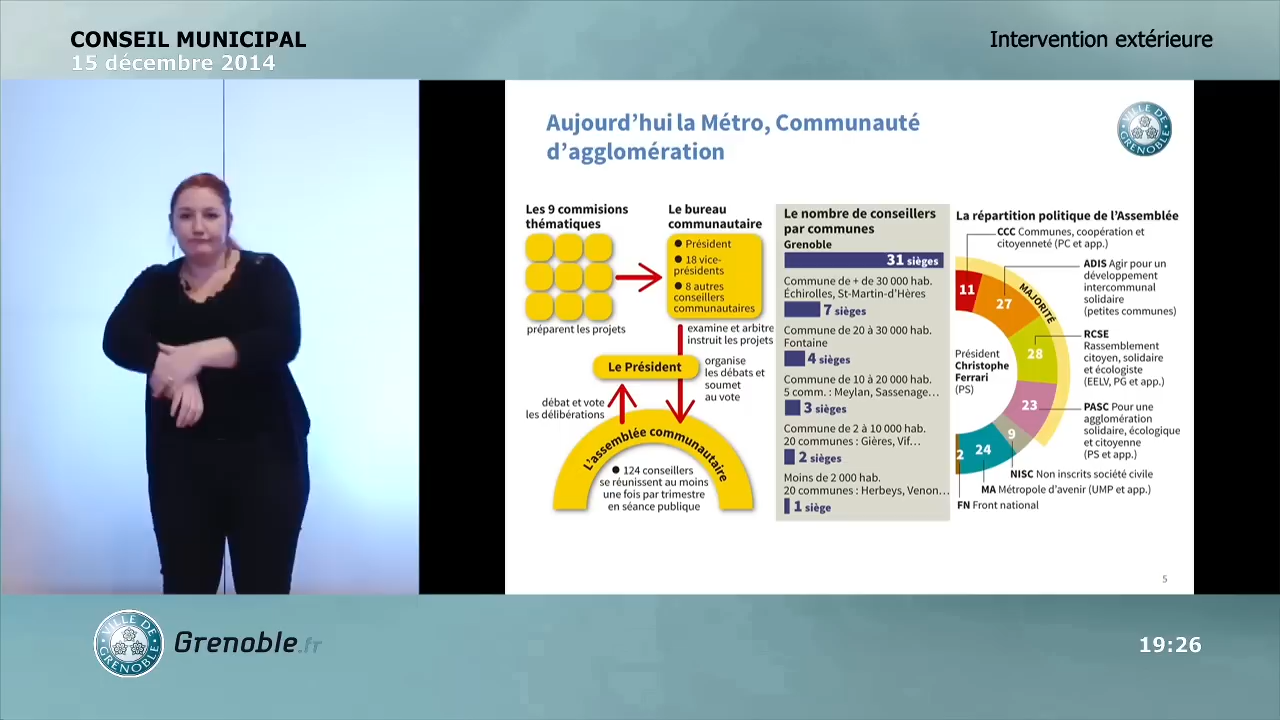 CONSEIL MUNICIPAL
15 décembre 2014
Intervention extérieure
Aujourd'hui la Métro, Communauté
d'agglomération
VILLE DE
GRENOBLE
Les 9 commisions
thématiques
préparent les projets
Le bureau
communautaire
● Président
● 18 vice-
présidents
● 8 autres
conseillers
communautaires
examine et arbitre
instruit les projets
Le Président
organise
les débats et
soumet
au vote
débat et vote
les délibérations
L'assemblée communautaire
● 124 conseillers
se réunissent au moins
une fois par trimestre
en séance publique
Le nombre de conseillers
par communes
Grenoble
31 sièges
Commune de + de 30 000 hab.
Échirolles, St-Martin-d'Hères
7 sièges
Commune de 20 à 30 000 hab.
Fontaine
4 sièges
Commune de 10 à 20 000 hab.
5 comm. : Meylan, Sassenage...
3 sièges
Commune de 2 à 10 000 hab.
20 communes : Gières, Vif...
2 sièges
Moins de 2 000 hab.
20 communes : Herbeys, Venon...
1 siège
La répartition politique de l'Assemblée
CCC Communes, coopération et
citoyenneté (PC et app.)
ADIS Agir pour un
développement
intercommunal
solidaire
(petites communes)
RCSE
Rassemblement
citoyen, solidaire
et écologiste
(EELV, PG et app.)
PASC Pour une
agglomération
solidaire, écologique
et citoyenne
(PS et app.)
NISC Non inscrits société civile
MA Métropole d'avenir (UMP et app.)
FN Front national
MAJORITÉ
11
27
28
23
9
24
2
Président
Christophe
Ferrari
(PS)
5
VILLE DE
GRENOBLE
Grenoble.fr
19:26